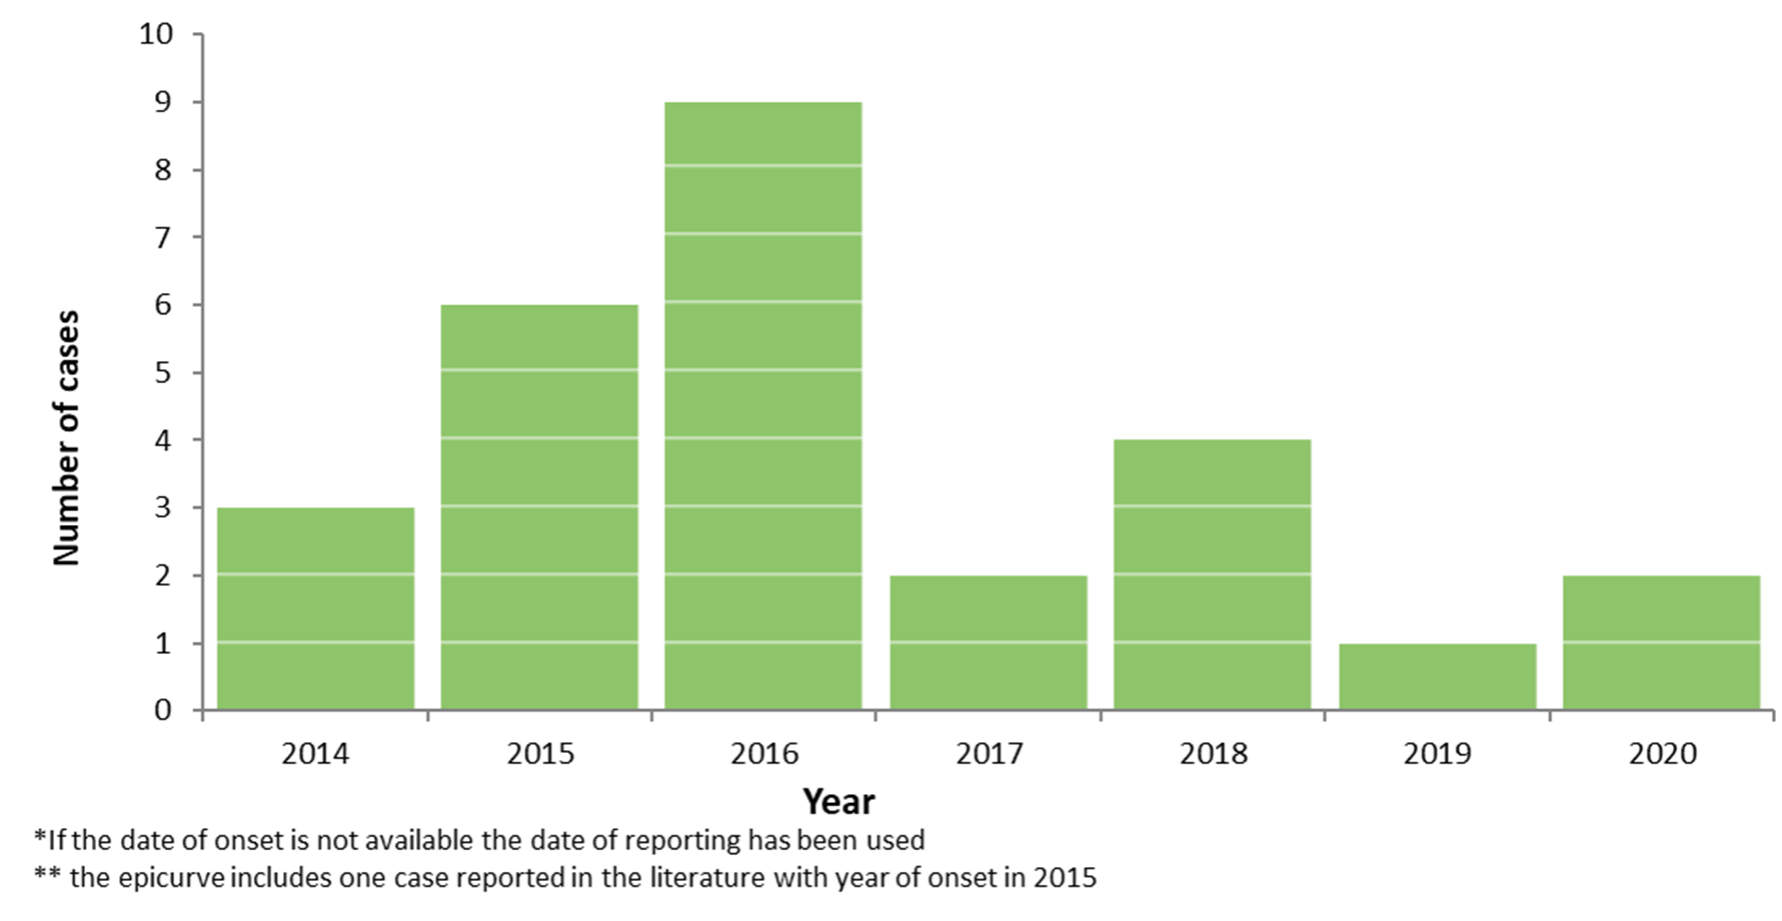 10
9
8
7
6
5
4
3
2
1
0
Number of cases
2014 2015 2016 2017 2018 2019 2020
Year
*If the date of onset is not available the date of reporting has been used
** the epicurve includes one case reported in the literature with year of onset in 2015